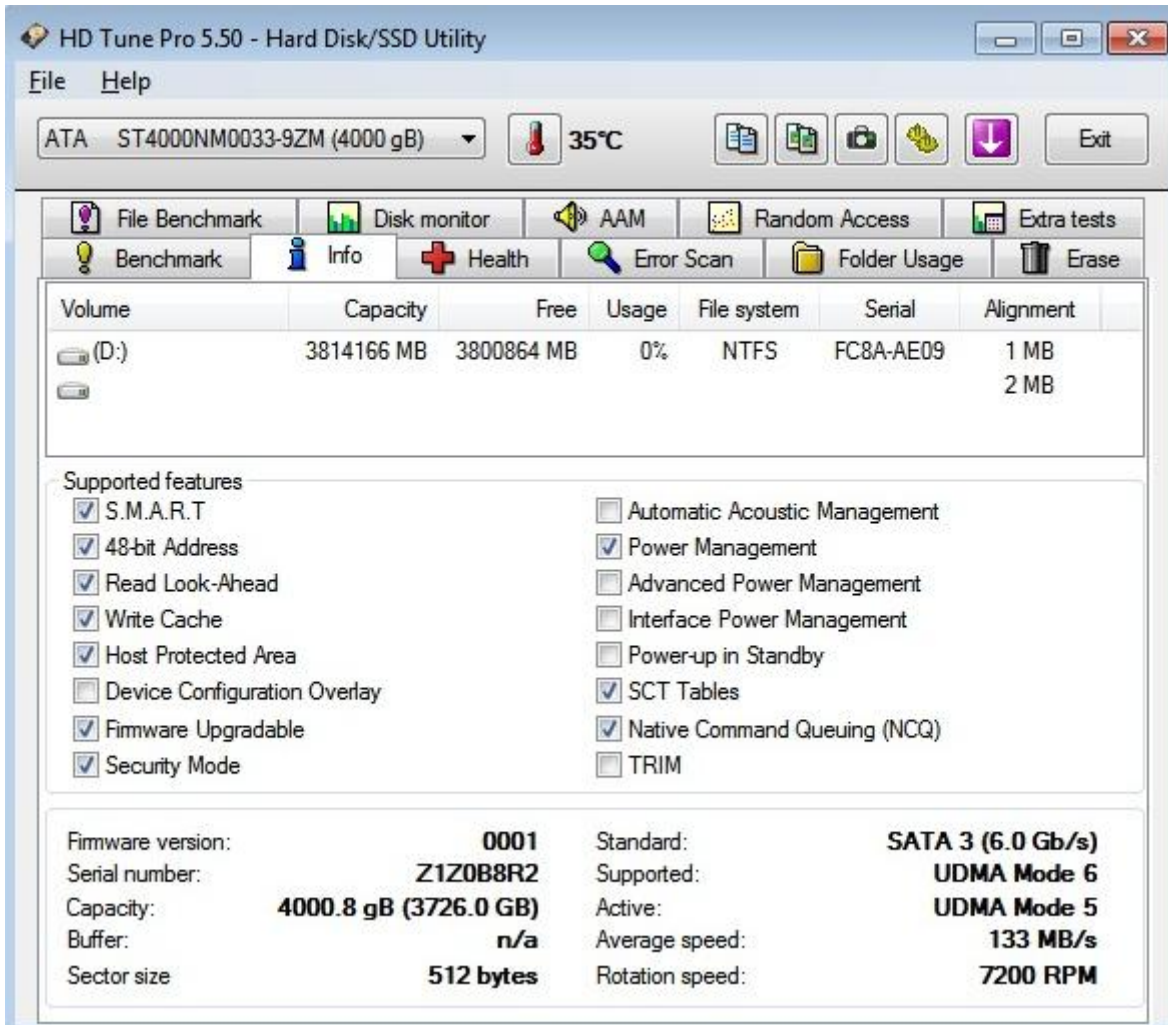 HD Tune Pro 5.50 - Hard Disk/SSD Utility
File Help
ATA ST4000NM0033-9ZM (4000 gB) 35°C Exit
File Benchmark Disk monitor AAM Random Access Extra tests
Benchmark Info Health Error Scan Folder Usage Erase
Volume Capacity Free Usage File system Serial Alignment
(D:) 3814166 MB 3800864 MB 0% NTFS FC8A-AE09 1 MB
2 MB
Supported features
S.M.A.R.T Automatic Acoustic Management
48-bit Address Power Management
Read Look-Ahead Advanced Power Management
Write Cache Interface Power Management
Host Protected Area Power-up in Standby
Device Configuration Overlay SCT Tables
Firmware Upgradable Native Command Queuing (NCQ)
Security Mode TRIM
Firmware version: 0001 Standard: SATA 3 (6.0 Gb/s)
Serial number: Z1Z0B8R2 Supported: UDMA Mode 6
Capacity: 4000.8 gB (3726.0 GB) Active: UDMA Mode 5
Buffer: n/a Average speed: 133 MB/s
Sector size 512 bytes Rotation speed: 7200 RPM